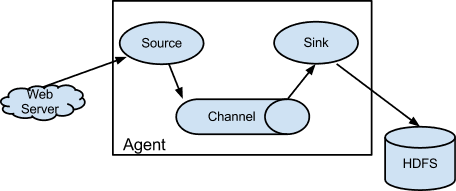 Source
Sink
Web
Server
Channel
Agent
HDFS